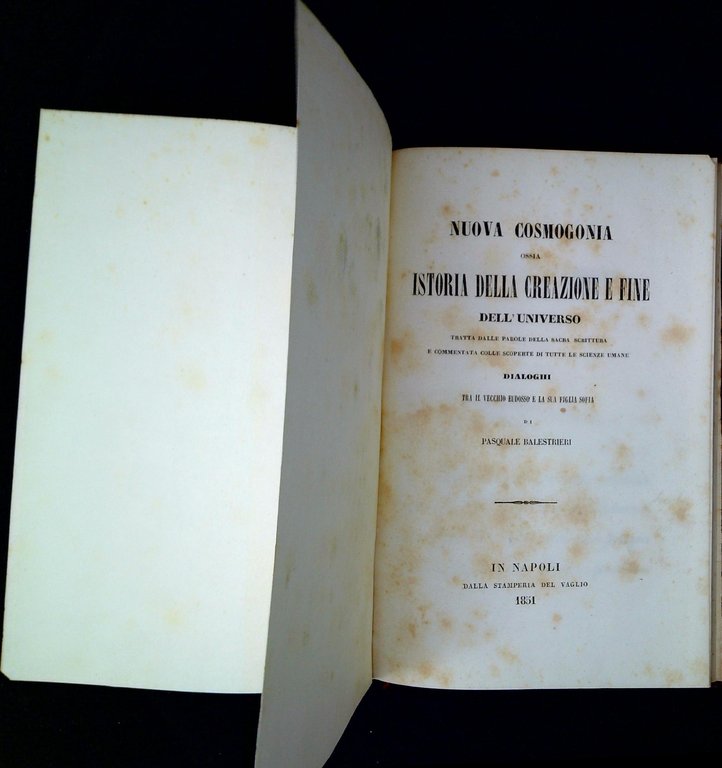 NUOVA COSMOGONIA
OSSIA
ISTORIA DELLA CREAZIONE E FINE
DELL'UNIVERSO
TRATTA DALLE PAROLE DELLA SACRA SCRITTURA
E COMMENTATA COLLE SCOPERTE DI TUTTE LE SCIENZE UMANE
DIALOGHI
TRA IL VECCHIO EUDOSSO E LA SUA FIGLIA SOFIA
DI
PASQUALE BALESTRIERI
IN NAPOLI
DALLA STAMPERIA DEL VAGLIO
1851